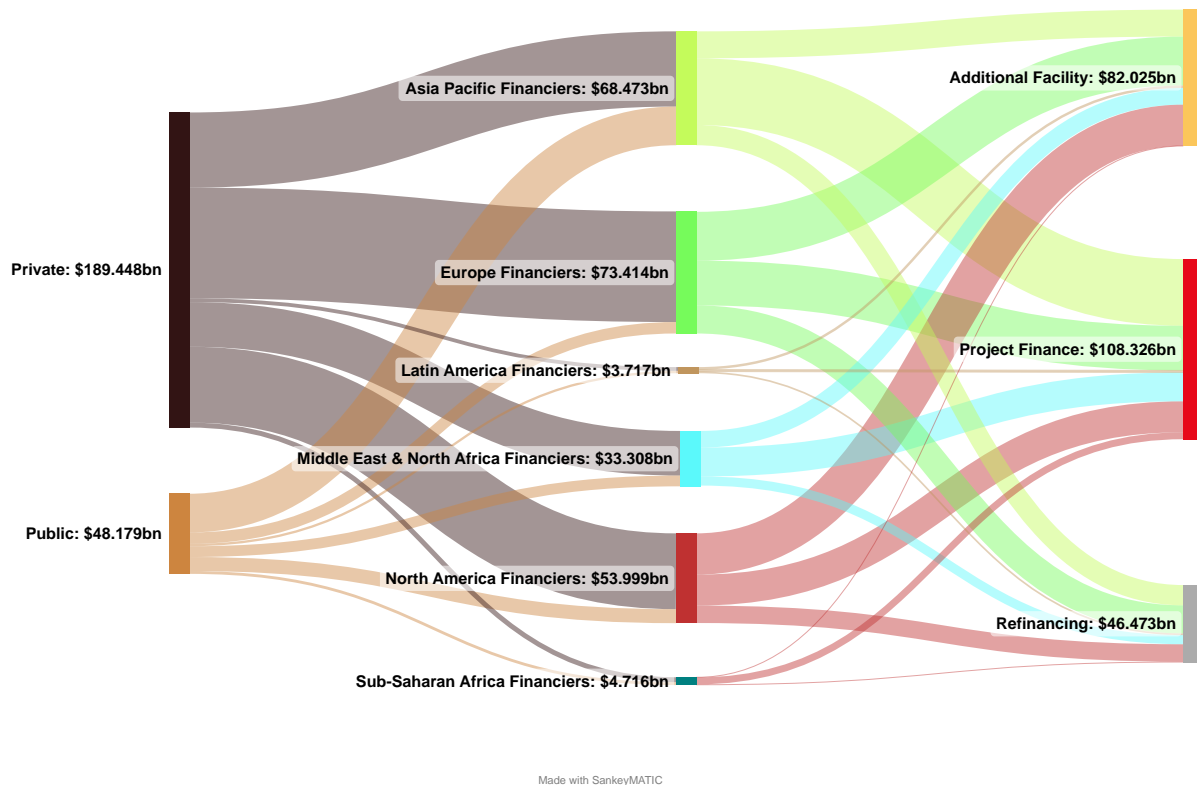 Asia Pacific Financiers: $68.473bn
Additional Facility: $82.025bn
Private: $189.448bn
Europe Financiers: $73.414bn
Project Finance: $108.326bn
Latin America Financiers: $3.717bn
Middle East & North Africa Financiers: $33.308bn
Public: $48.179bn
North America Financiers: $53.999bn
Refinancing: $46.473bn
Sub-Saharan Africa Financiers: $4.716bn
Made with SankeyMATIC